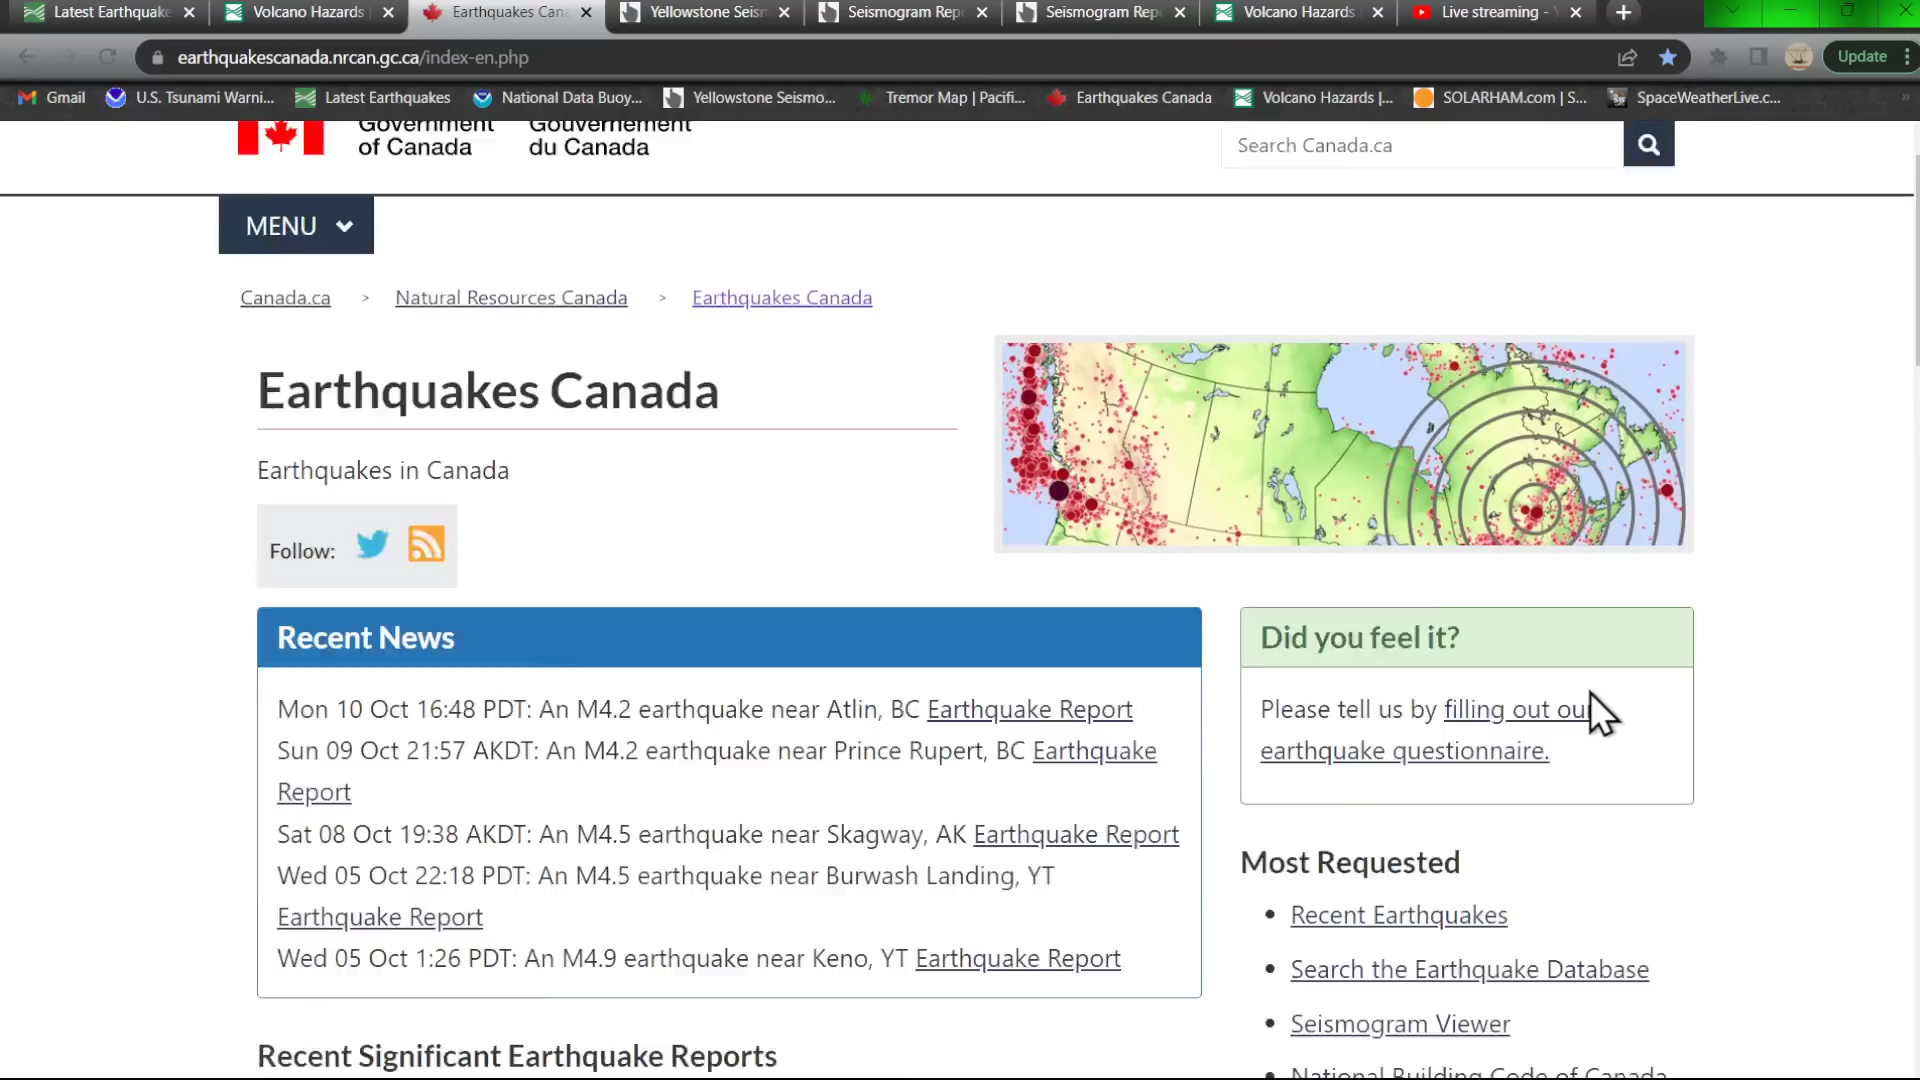 Latest Earthquake
Volcano Hazards
Earthquakes Can
Yellowstone Seism
Seismogram Rep
Seismogram Rep
Volcano Hazards
Live streaming -
earthquakescanada.nrcan.gc.ca/index-en.php
Update
Gmail
U.S. Tsunami Warni...
Latest Earthquakes
National Data Buoy...
Yellowstone Seismo...
Tremor Map | Pacifi...
Earthquakes Canada
Volcano Hazards |...
SOLARHAM.com | S...
SpaceWeatherLive.c...
Government
of Canada
Gouvernement
du Canada
Search Canada.ca
MENU
Canada.ca > Natural Resources Canada > Earthquakes Canada
Earthquakes Canada
Earthquakes in Canada
Follow:
Recent News
Mon 10 Oct 16:48 PDT: An M4.2 earthquake near Atlin, BC Earthquake Report
Sun 09 Oct 21:57 AKDT: An M4.2 earthquake near Prince Rupert, BC Earthquake
Report
Sat 08 Oct 19:38 AKDT: An M4.5 earthquake near Skagway, AK Earthquake Report
Wed 05 Oct 22:18 PDT: An M4.5 earthquake near Burwash Landing, YT
Earthquake Report
Wed 05 Oct 1:26 PDT: An M4.9 earthquake near Keno, YT Earthquake Report
Recent Significant Earthquake Reports
Did you feel it?
Please tell us by filling out our
earthquake questionnaire.
Most Requested
Recent Earthquakes
Search the Earthquake Database
Seismogram Viewer
National Building Code of Canada